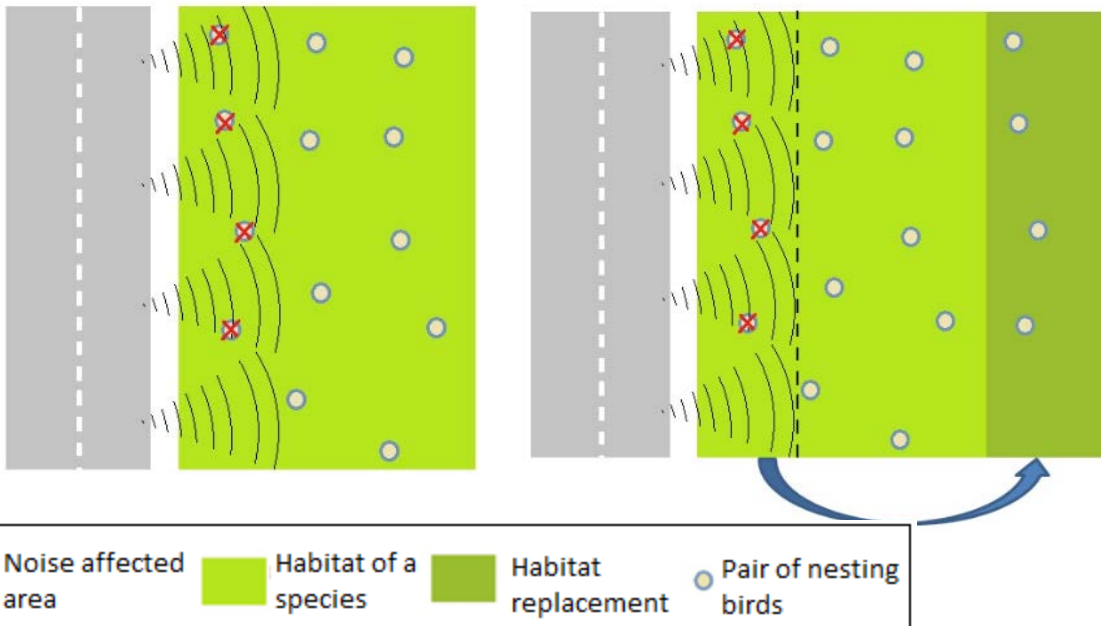 Noise affected
area
Habitat of a
species
Habitat
replacement
Pair of nesting
birds